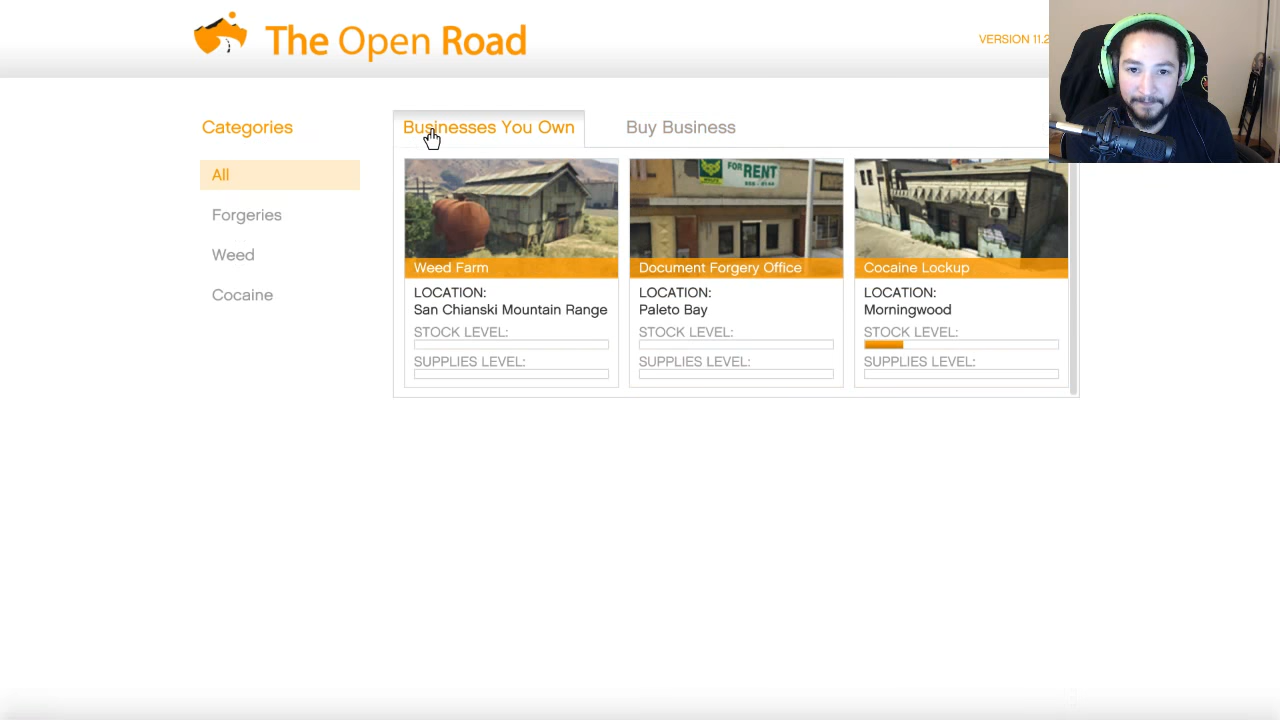 The Open Road
VERSION 11.2
Categories
All
Forgeries
Weed
Cocaine
Businesses You Own
Buy Business
FOR RENT
Weed Farm
LOCATION:
San Chianski Mountain Range
STOCK LEVEL:
SUPPLIES LEVEL:
Document Forgery Office
LOCATION:
Paleto Bay
STOCK LEVEL:
SUPPLIES LEVEL:
Cocaine Lockup
LOCATION:
Morningwood
STOCK LEVEL:
SUPPLIES LEVEL: